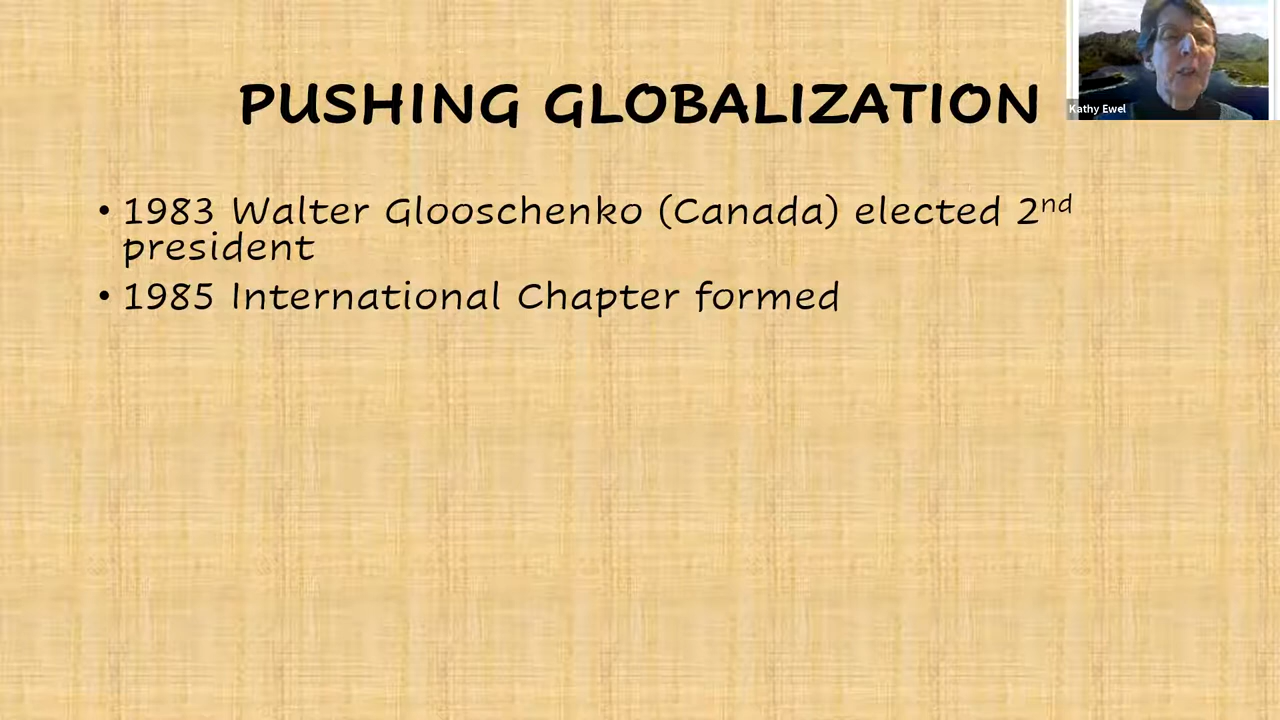 PUSHING GLOBALIZATION
Kathy Ewel
• 1983 Walter Glooschenko (Canada) elected 2nd
president
• 1985 International Chapter formed